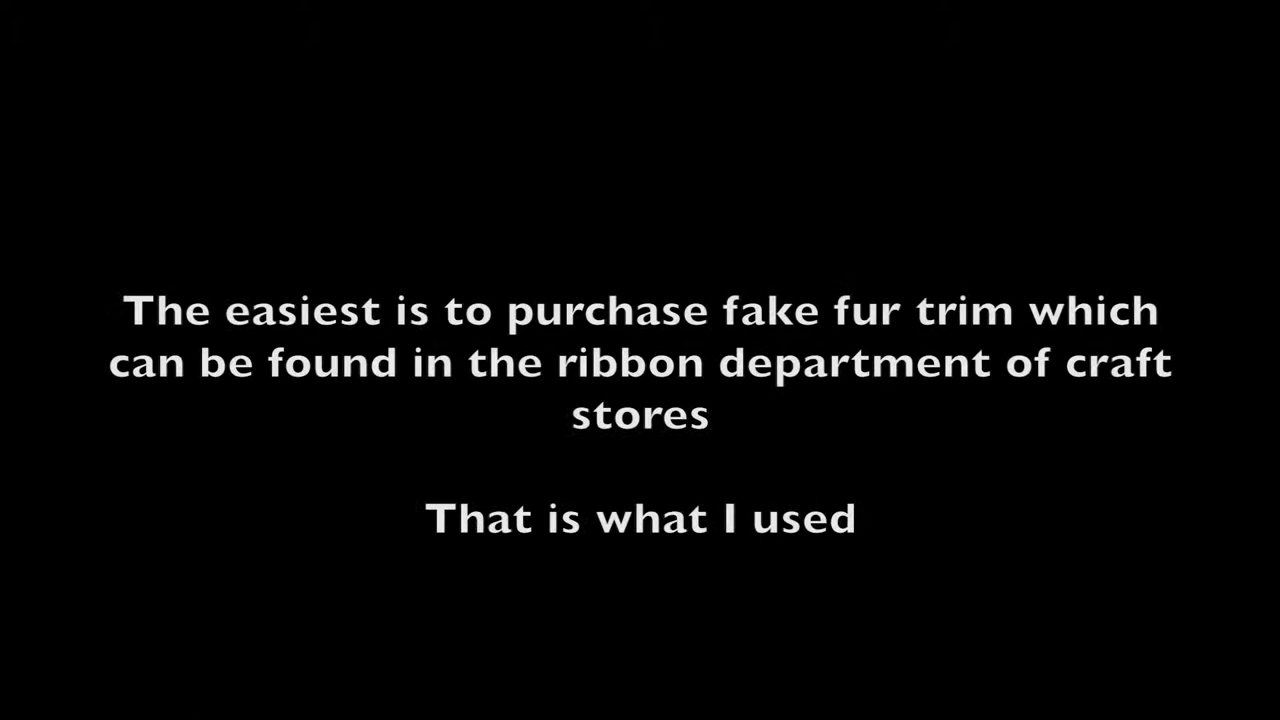 The easiest is to purchase fake fur trim which
can be found in the ribbon department of craft
stores
That is what I used